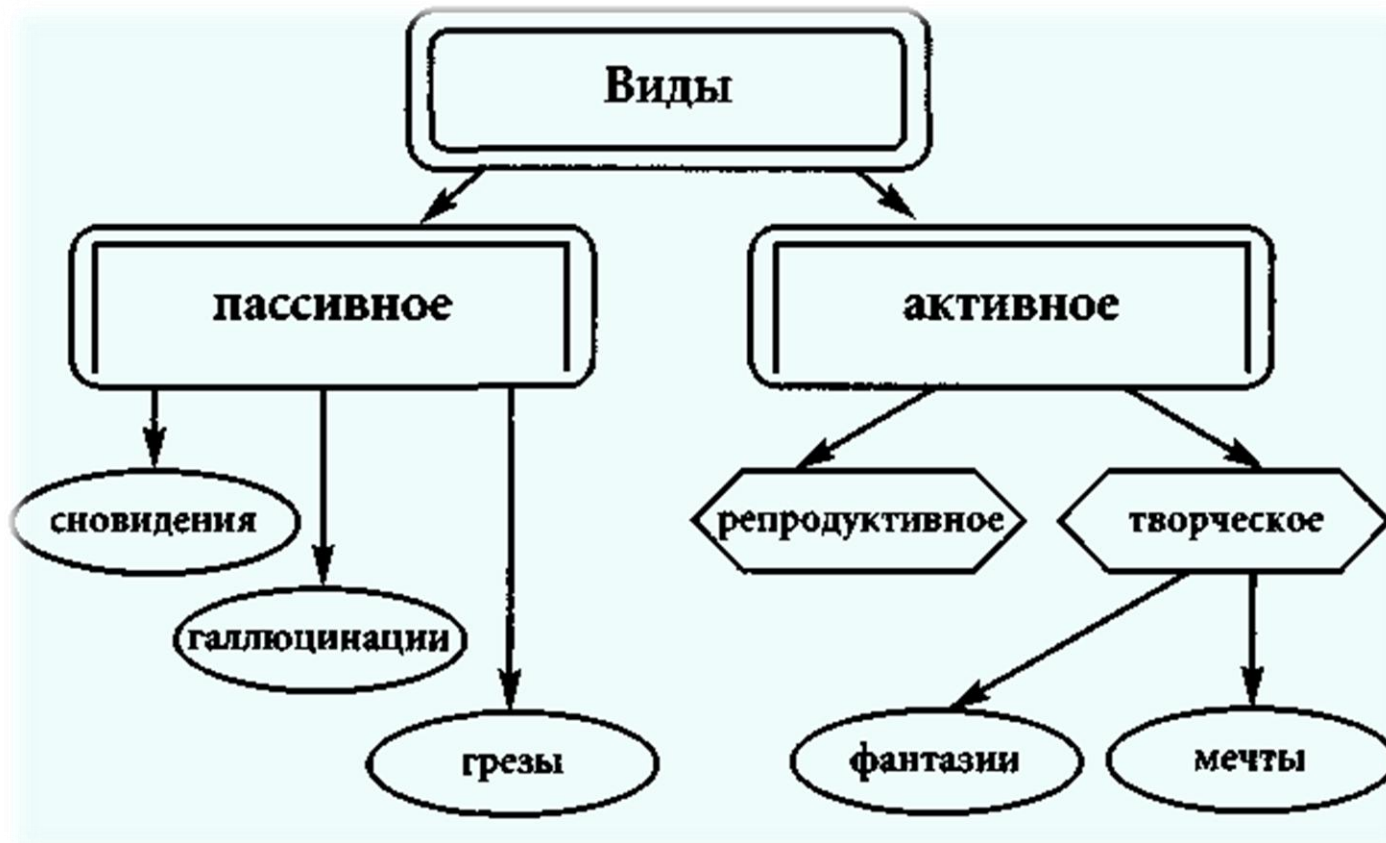 Виды
пассивное
активное
сновидения
галлюцинации
грезы
репродуктивное
творческое
фантазии
мечты